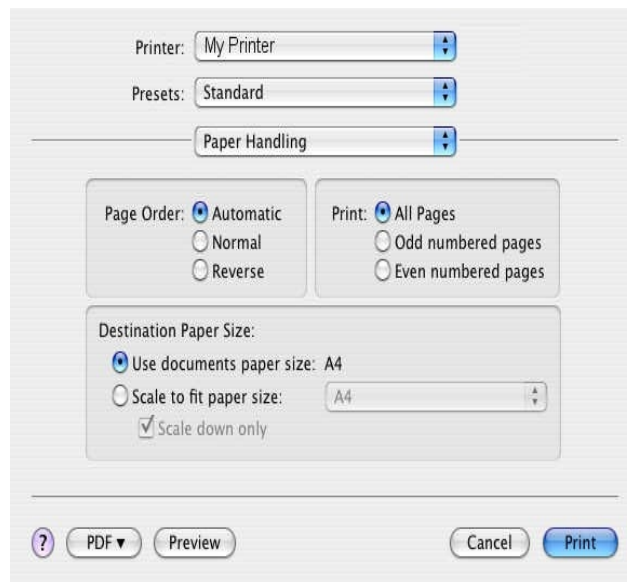 Printer: My Printer
Presets: Standard
Paper Handling
Page Order: Automatic
Normal
Reverse
Print: All Pages
Odd numbered pages
Even numbered pages
Destination Paper Size:
Use documents paper size: A4
Scale to fit paper size: A4
Scale down only
? PDF▼ Preview Cancel Print